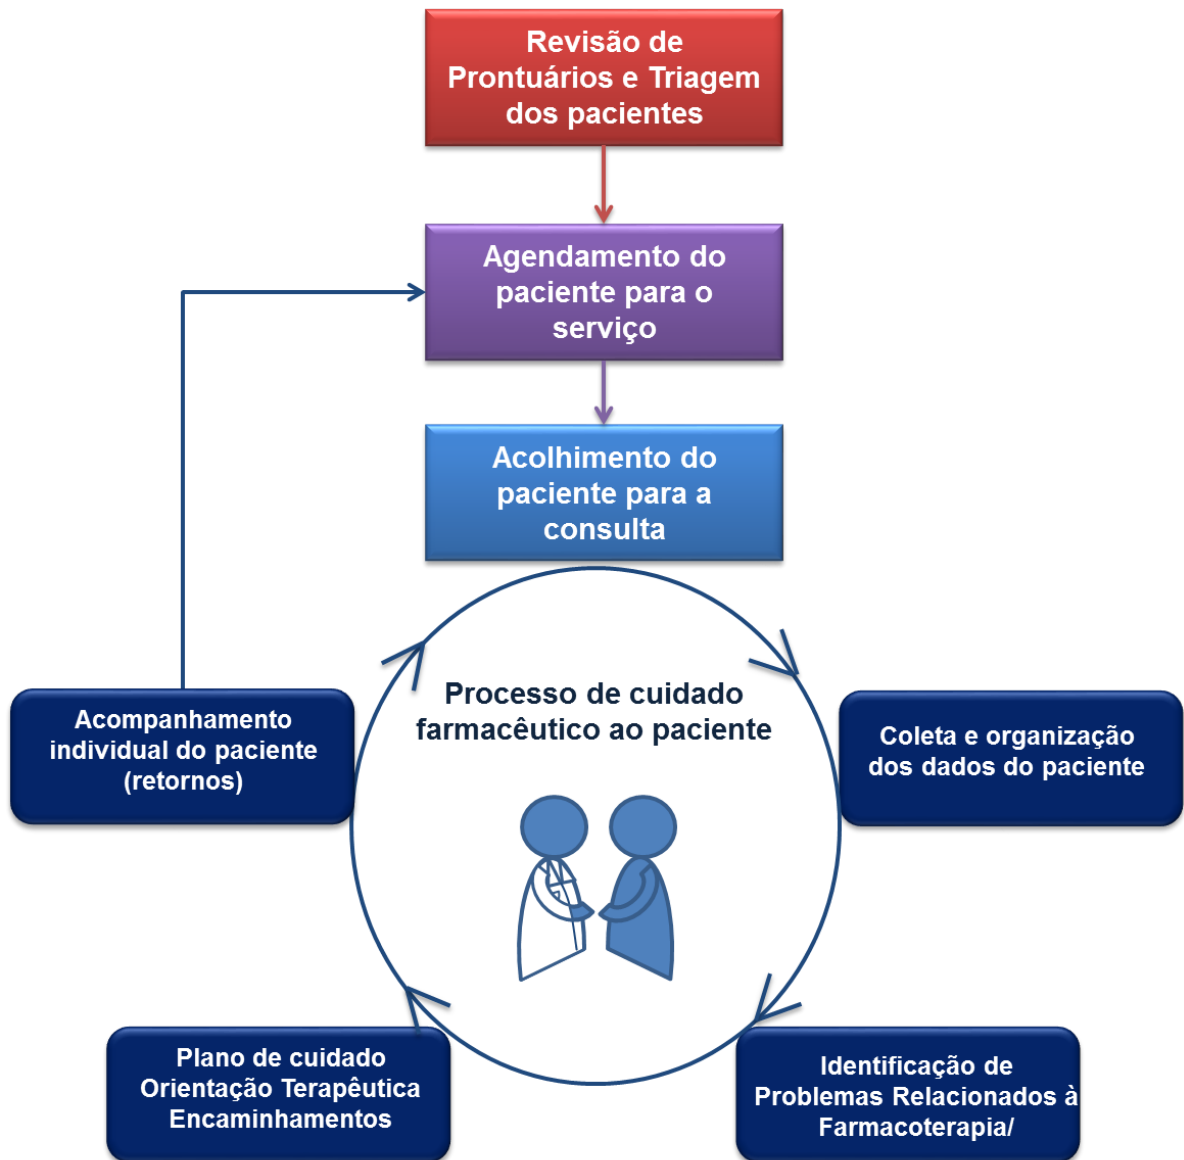 Revisão de
Prontuários e Triagem
dos pacientes
Agendamento do
paciente para o
serviço
Acolhimento do
paciente para a
consulta
Processo de cuidado
farmacêutico ao paciente
Acompanhamento
individual do paciente
(retornos)
Coleta e organização
dos dados do paciente
Plano de cuidado
Orientação Terapêutica
Encaminhamentos
Identificação de
Problemas Relacionados à
Farmacoterapia/